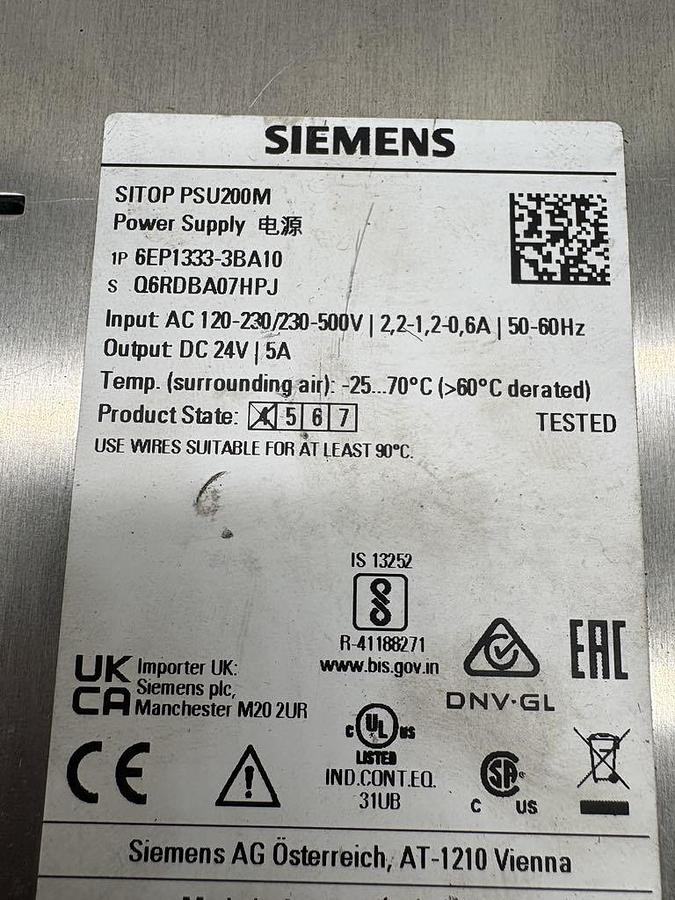 SIEMENS
SITOP PSU200M
Power Supply 电源
1P 6EP1333-3BA10
S Q6RDBA07HPJ
Input: AC 120-230/230-500V | 2,2-1,2-0,6A | 50-60Hz
Output: DC 24V | 5A
Temp. (surrounding air): -25...70°C (>60°C derated)
Product State: 4 5 6 7 TESTED
USE WIRES SUITABLE FOR AT LEAST 90°C.
IS 13252
R-41188271
www.bis.gov.in
EAC
DNV·GL
UK
CA
Importer UK:
Siemens plc,
Manchester M20 2UR
CE
C UL US
LISTED
IND.CONT.EQ.
31UB
SA
C US
Siemens AG Österreich, AT-1210 Vienna